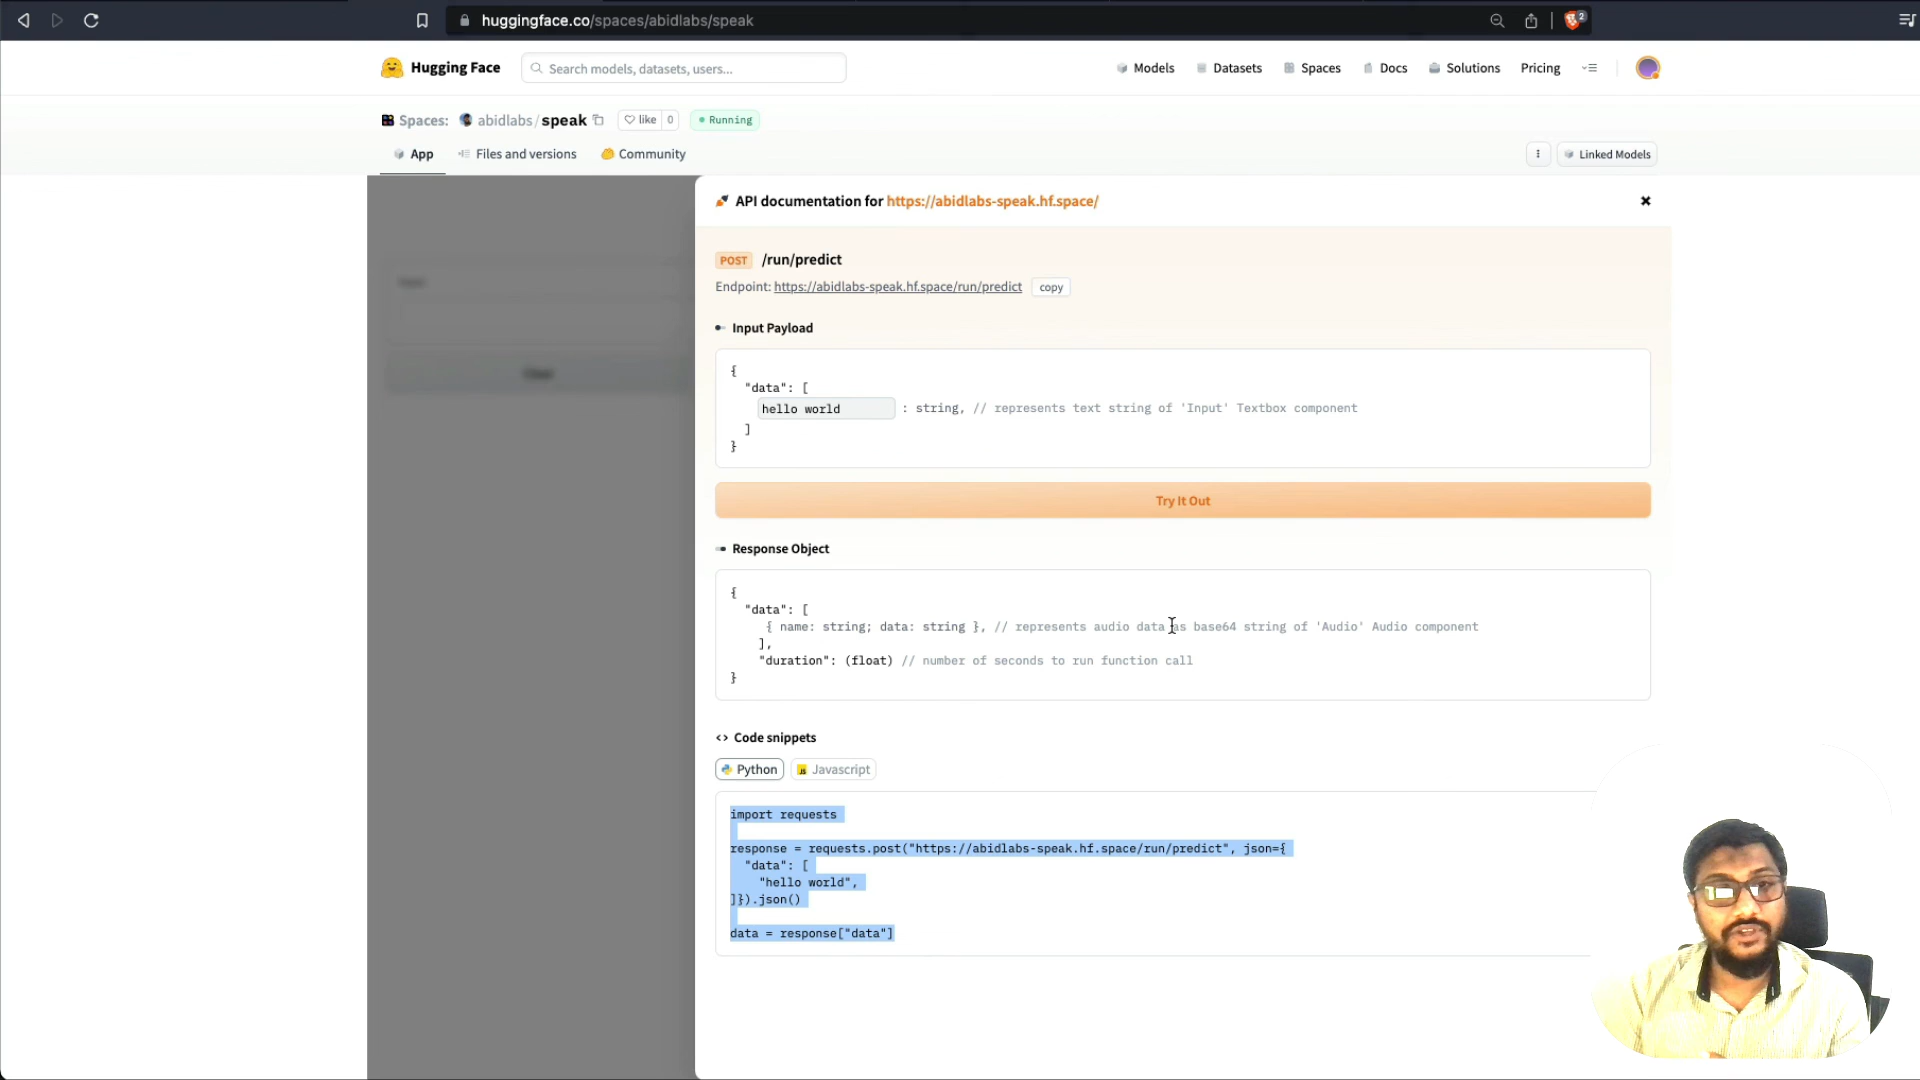 huggingface.co/spaces/abidlabs/speak
2
Hugging Face
Search models, datasets, users...
Models
Datasets
Spaces
Docs
Solutions
Pricing
Spaces: abidlabs/speak
like 0
Running
App
Files and versions
Community
Linked Models
API documentation for https://abidlabs-speak.hf.space/
POST /run/predict
Endpoint: https://abidlabs-speak.hf.space/run/predict copy
Input Payload
{
"data": [
hello world : string, // represents text string of 'Input' Textbox component
]
}
Try It Out
Response Object
{
"data": [
{ name: string; data: string }, // represents audio data as base64 string of 'Audio' Audio component
],
"duration": (float) // number of seconds to run function call
}
<> Code snippets
Python
JS Javascript
import requests
response = requests.post("https://abidlabs-speak.hf.space/run/predict", json={
"data": [
"hello world",
]}).json()
data = response["data"]